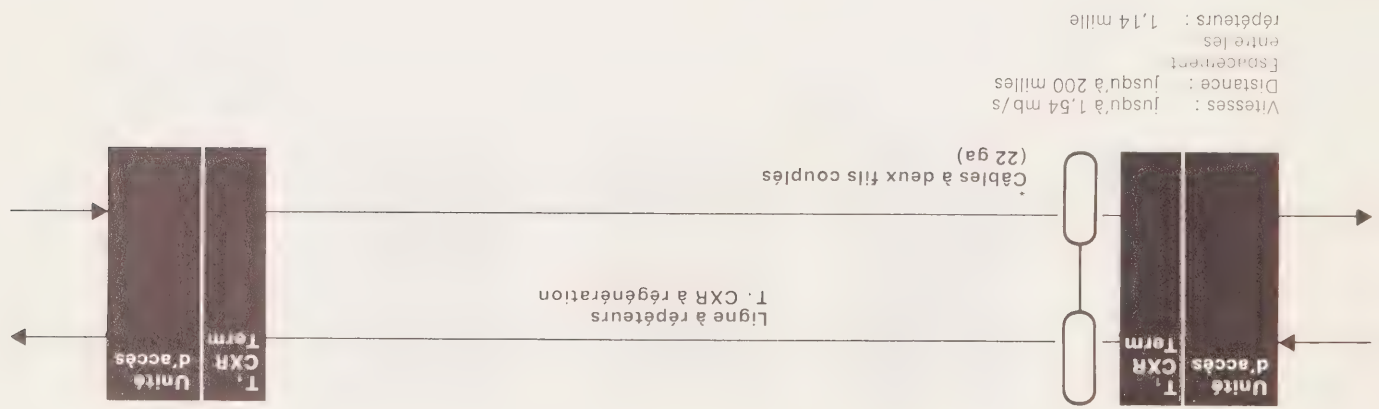 Unité
d'accès
T₁
CXR
Term
Ligne à répéteurs
T . CXR à régénération
T₁
CXR
Term
Unité
d'accès
* Câbles à deux fils couplés
(22 ga)
Vitesses : jusqu'à 1,54 mb/s
Distance : jusqu'à 200 milles
Espacement
entre les
répéteurs : 1,14 mille